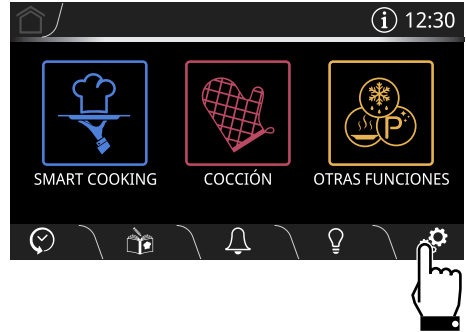 i 12:30
SMART COOKING
COCCIÓN
OTRAS FUNCIONES
P